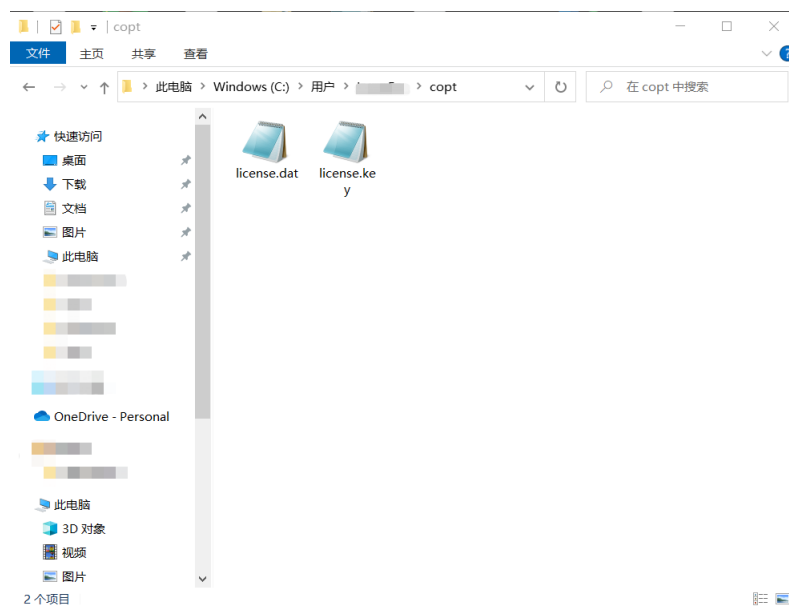 copt
文件 主页 共享 查看
此电脑 Windows (C:) 用户 copt 在 copt 中搜索
快速访问
桌面
下载
文档
图片
此电脑
OneDrive - Personal
此电脑
3D 对象
视频
图片
license.dat
license.ke
y
2 个项目